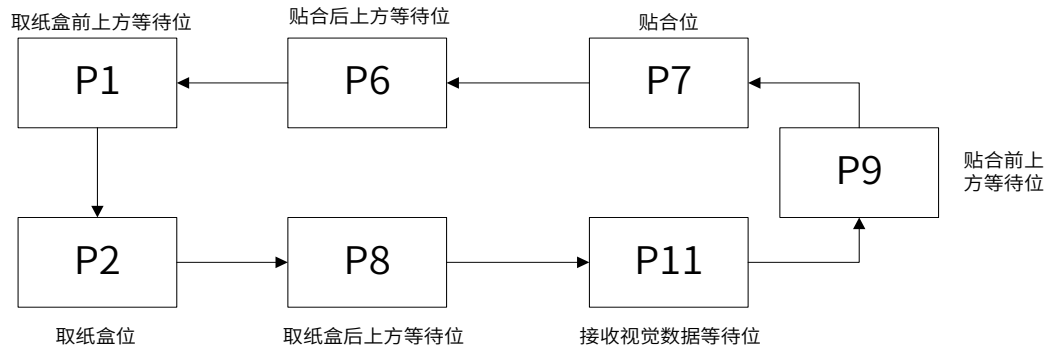 取纸盒前上方等待位
贴合后上方等待位
贴合位
P1
P6
P7
P9
贴合前上
方等待位
P2
P8
P11
取纸盒位
取纸盒后上方等待位
接收视觉数据等待位